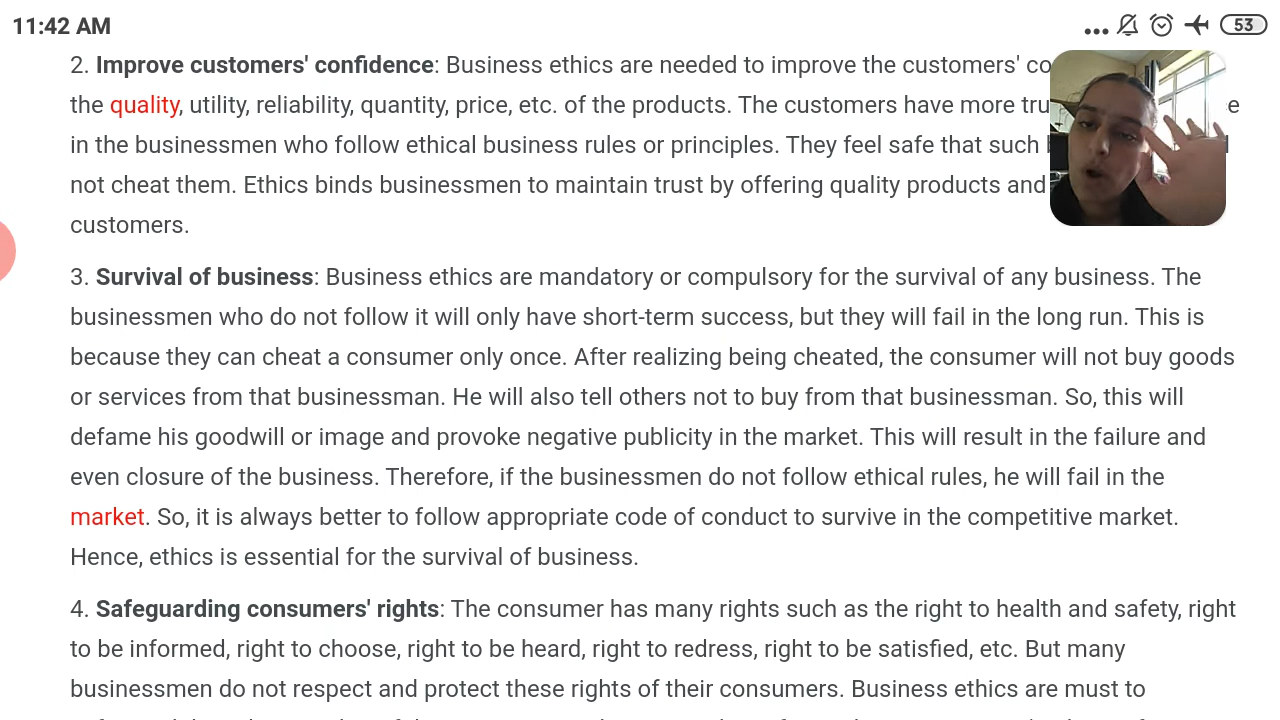 11:42 AM
53
2. Improve customers' confidence: Business ethics are needed to improve the customers'
the quality, utility, reliability, quantity, price, etc. of the products. The customers have more
in the businessmen who follow ethical business rules or principles. They feel safe that such
not cheat them. Ethics binds businessmen to maintain trust by offering quality products and
customers.
3. Survival of business: Business ethics are mandatory or compulsory for the survival of any business. The
businessmen who do not follow it will only have short-term success, but they will fail in the long run. This is
because they can cheat a consumer only once. After realizing being cheated, the consumer will not buy goods
or services from that businessman. He will also tell others not to buy from that businessman. So, this will
defame his goodwill or image and provoke negative publicity in the market. This will result in the failure and
even closure of the business. Therefore, if the businessmen do not follow ethical rules, he will fail in the
market. So, it is always better to follow appropriate code of conduct to survive in the competitive market.
Hence, ethics is essential for the survival of business.
4. Safeguarding consumers' rights: The consumer has many rights such as the right to health and safety, right
to be informed, right to choose, right to be heard, right to redress, right to be satisfied, etc. But many
businessmen do not respect and protect these rights of their consumers. Business ethics are must to